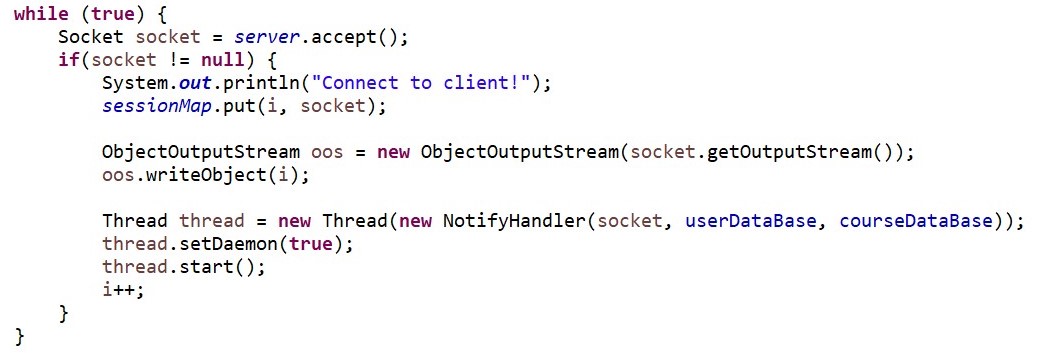 while (true) {
    Socket socket = server.accept();
    if(socket != null) {
        System.out.println("Connect to client!");
        sessionMap.put(i, socket);

        ObjectOutputStream oos = new ObjectOutputStream(socket.getOutputStream());
        oos.writeObject(i);

        Thread thread = new Thread(new NotifyHandler(socket, userDataBase, courseDataBase));
        thread.setDaemon(true);
        thread.start();
        i++;
    }
}